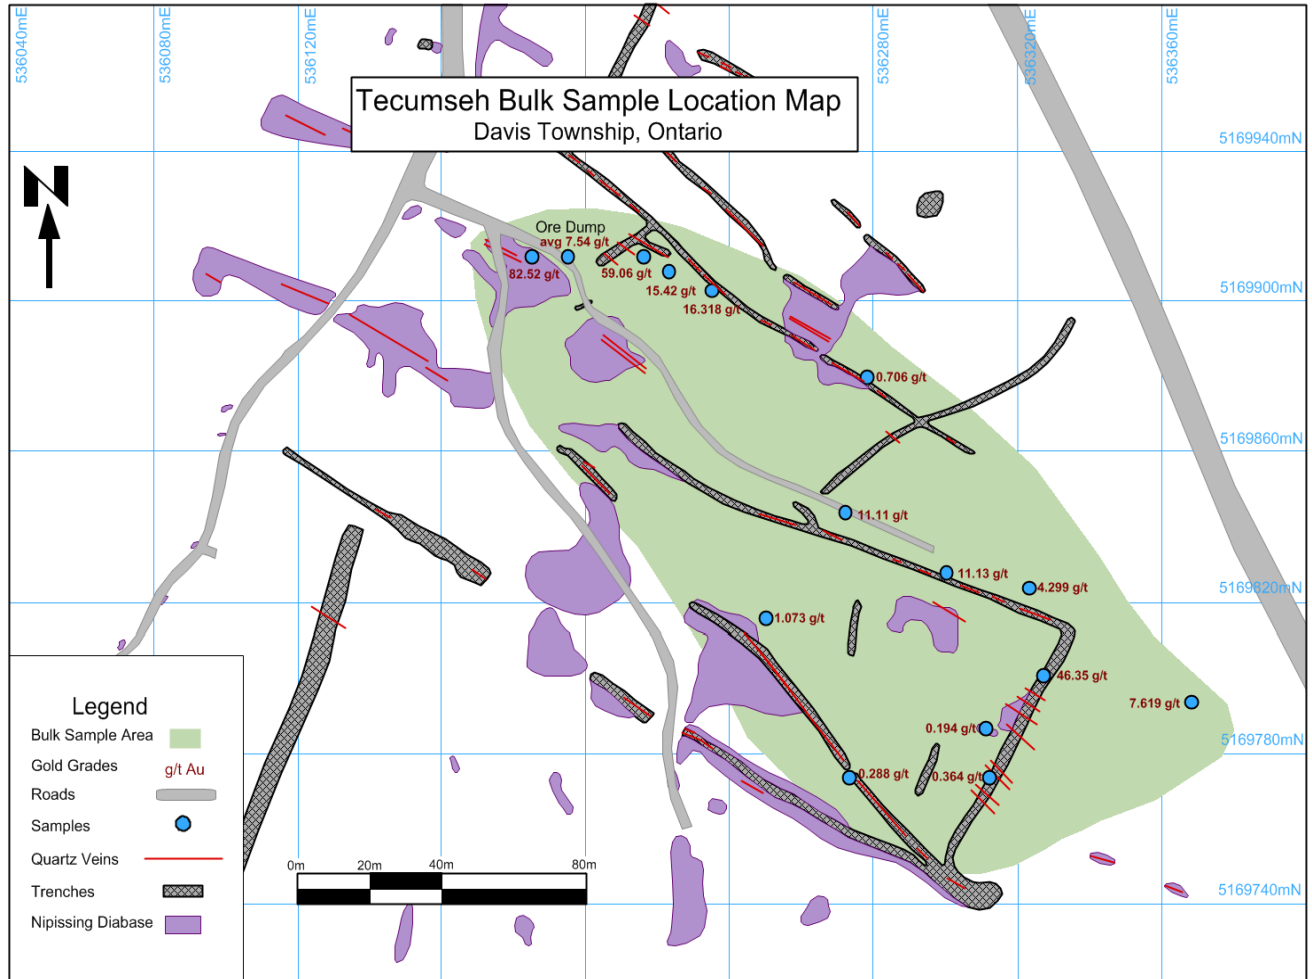 536040mE
536080mE
536120mE
536280mE
536320mE
536360mE
Tecumseh Bulk Sample Location Map
Davis Township, Ontario
5169940mN
N
Ore Dump
avg 7.54 g/t
82.52 g/t
59.06 g/t
15.42 g/t
16.318 g/t
5169900mN
0.706 g/t
5169860mN
11.11 g/t
11.13 g/t
4.299 g/t
5169820mN
1.073 g/t
46.35 g/t
7.619 g/t
0.194 g/t
5169780mN
0.288 g/t
0.364 g/t
Legend
Bulk Sample Area
Gold Grades g/t Au
Roads
Samples
Quartz Veins
Trenches
Nipissing Diabase
0m 20m 40m 80m
5169740mN